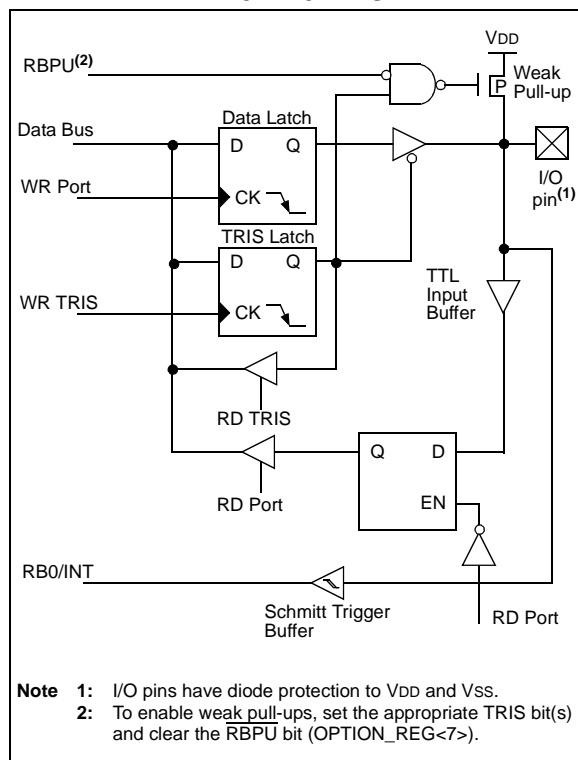 VDD
RBPU(2)
Weak
P
Pull-up
Data Latch
Data Bus
D Q
I/O
pin(1)
WR Port
CK
TRIS Latch
D Q
TTL
Input
Buffer
WR TRIS
CK
RD TRIS
Q D
RD Port
EN
RB0/INT
Schmitt Trigger
Buffer
RD Port
Note 1: I/O pins have diode protection to VDD and VSS.
2: To enable weak pull-ups, set the appropriate TRIS bit(s)
and clear the RBPU bit (OPTION_REG<7>).